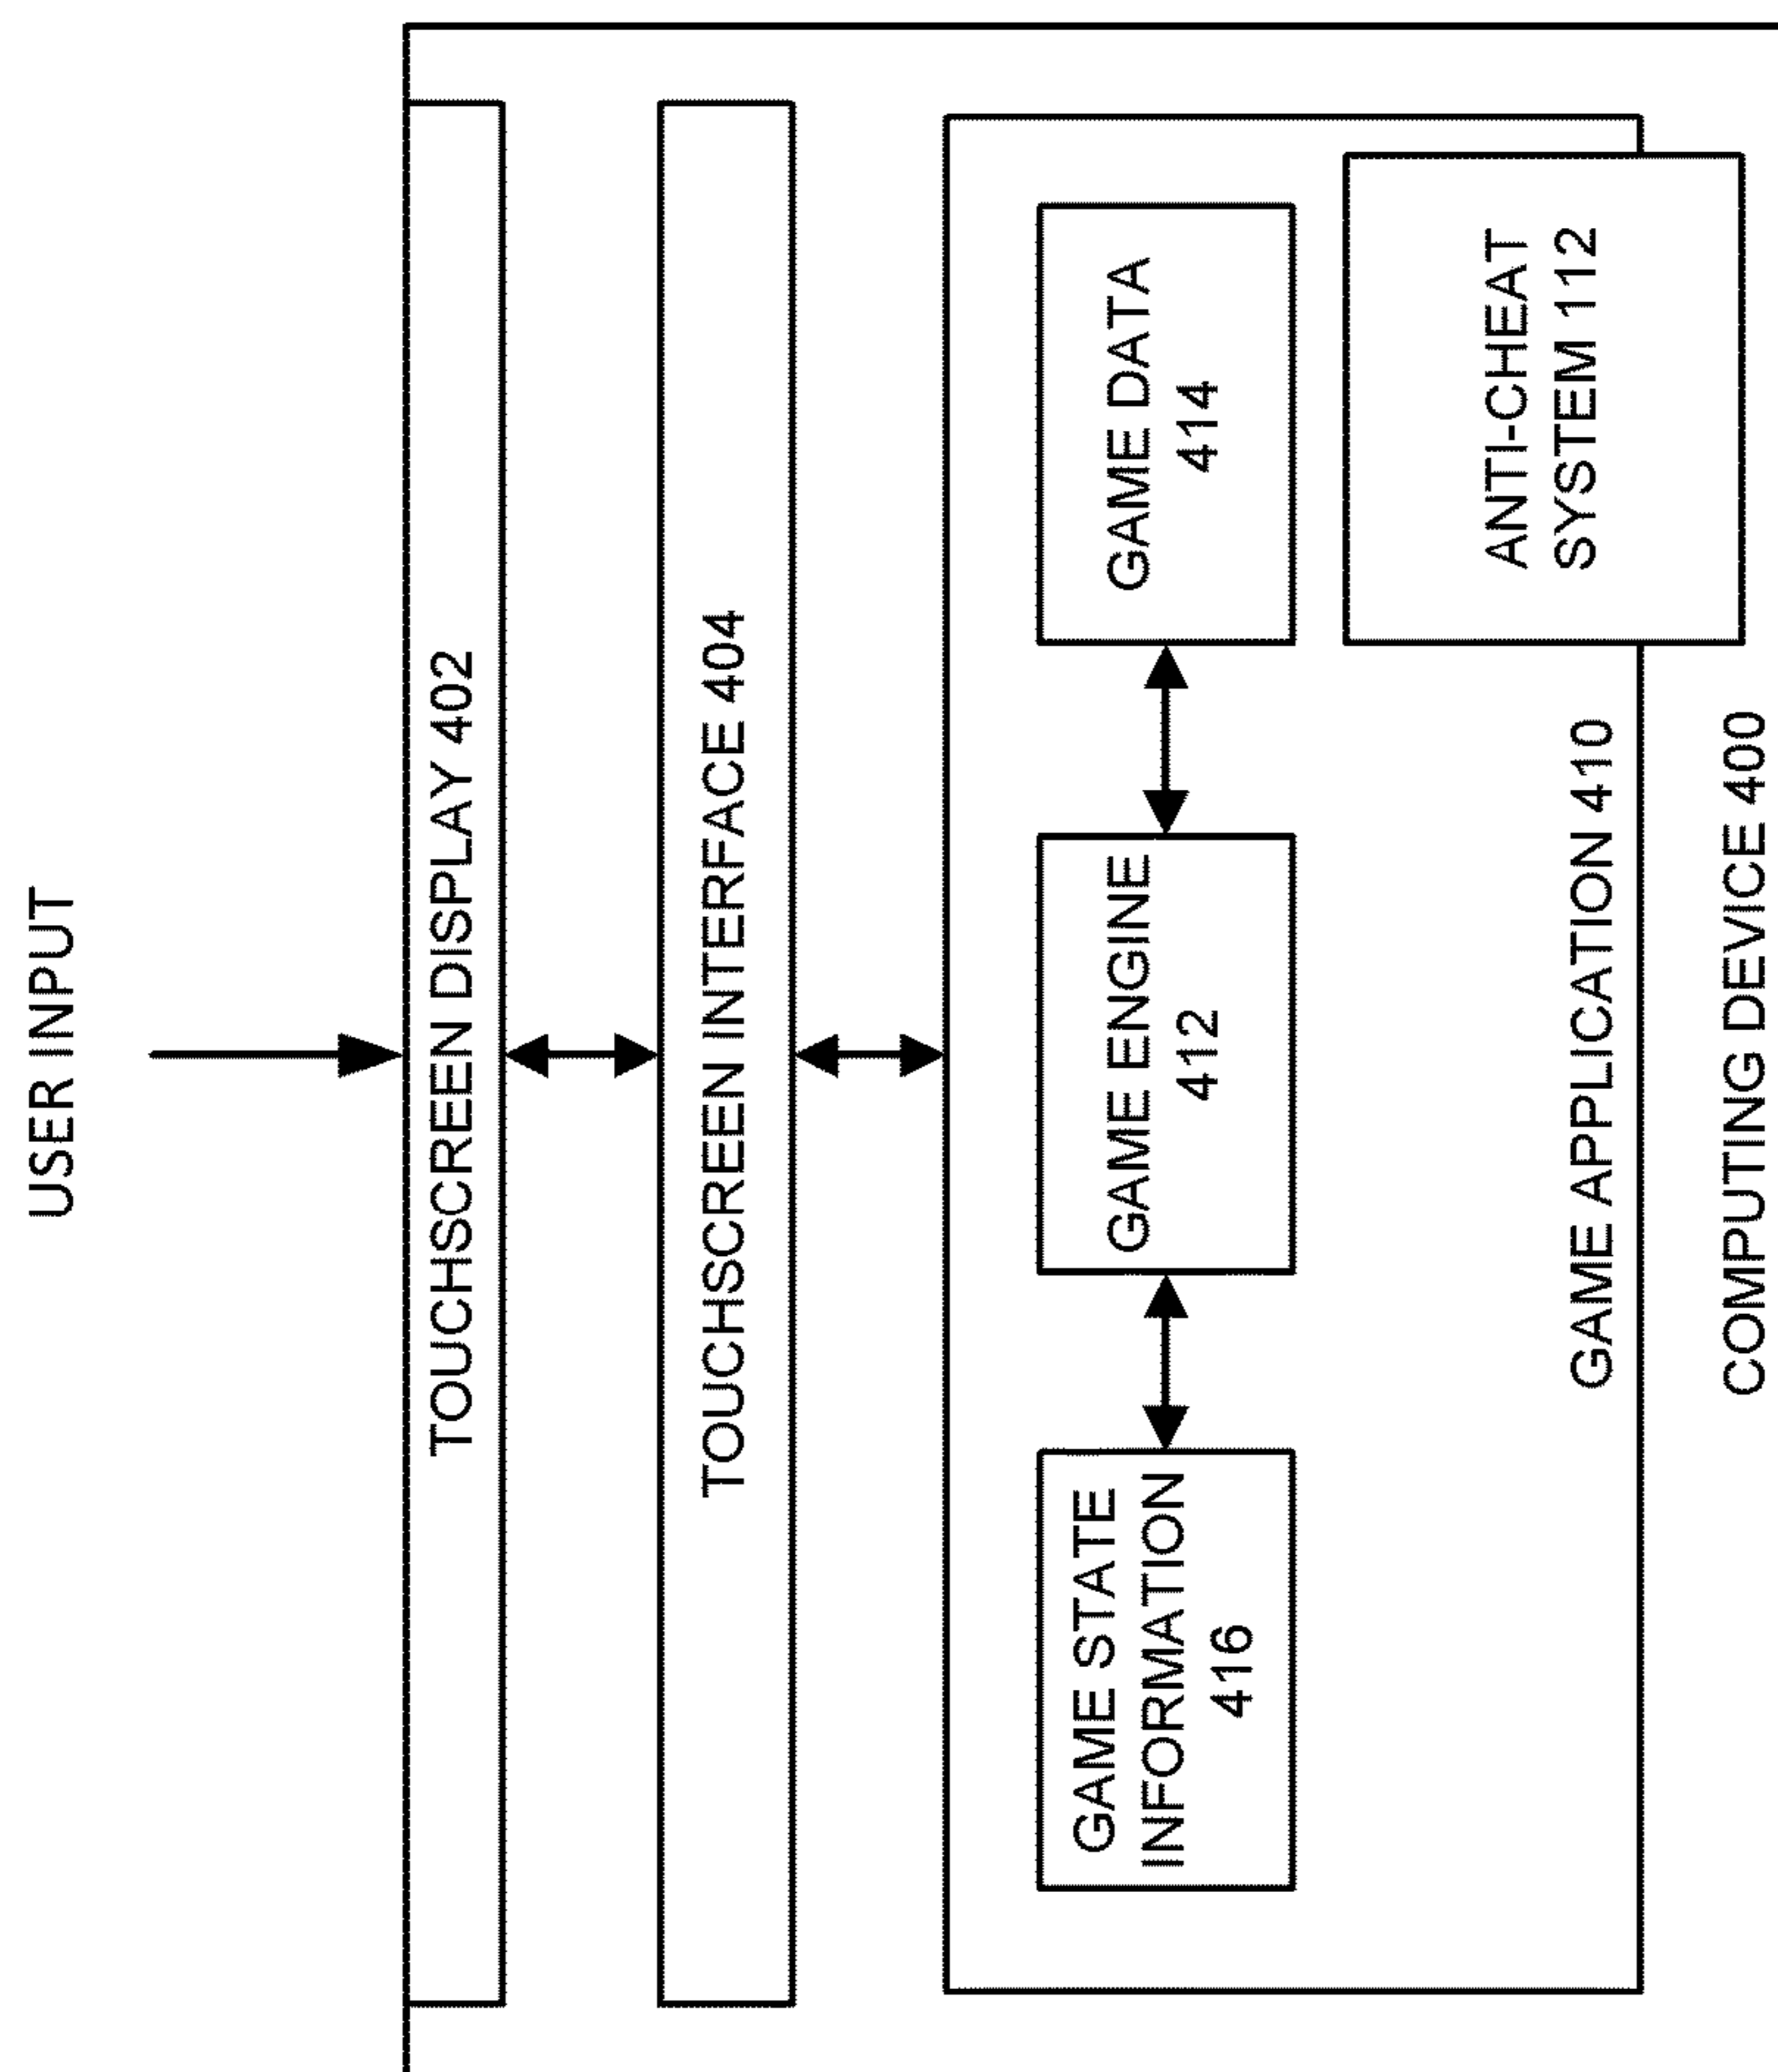 USER INPUT
TOUCHSCREEN DISPLAY 402
TOUCHSCREEN INTERFACE 404
GAME STATE
INFORMATION
416
GAME ENGINE
412
GAME DATA
414
ANTI-CHEAT
SYSTEM 112
GAME APPLICATION 410
COMPUTING DEVICE 400